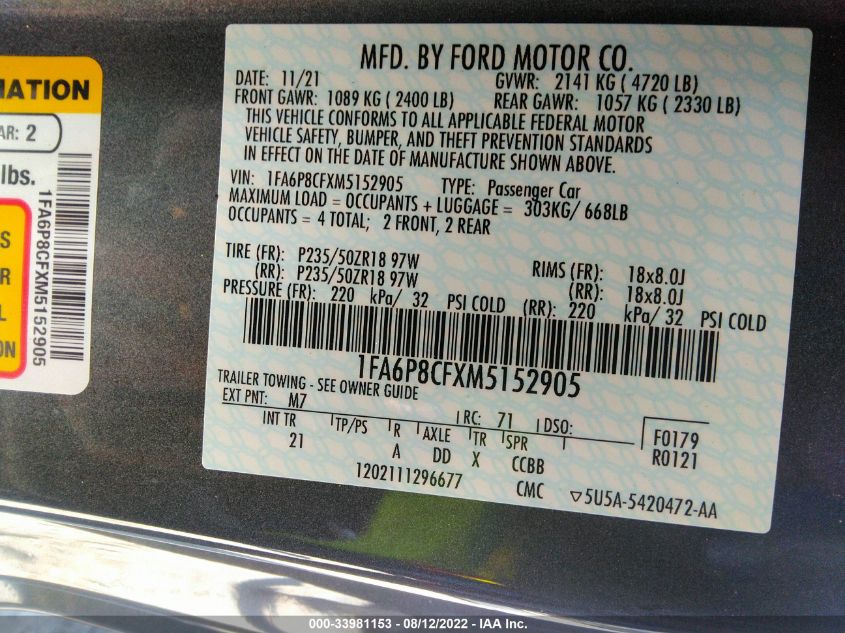 MATION
AR: 2
lbs.
S
ER
L
ON
1FA6P8CFXM5152905
MFD. BY FORD MOTOR CO.
DATE: 11/21 GVWR: 2141 KG ( 4720 LB)
FRONT GAWR: 1089 KG ( 2400 LB) REAR GAWR: 1057 KG ( 2330 LB)
THIS VEHICLE CONFORMS TO ALL APPLICABLE FEDERAL MOTOR
VEHICLE SAFETY, BUMPER, AND THEFT PREVENTION STANDARDS
IN EFFECT ON THE DATE OF MANUFACTURE SHOWN ABOVE.
VIN: 1FA6P8CFXM5152905 TYPE: Passenger Car
MAXIMUM LOAD = OCCUPANTS + LUGGAGE = 303KG/ 668LB
OCCUPANTS = 4 TOTAL; 2 FRONT, 2 REAR
TIRE (FR): P235/50ZR18 97W RIMS (FR): 18x8.0J
(RR): P235/50ZR18 97W (RR): 18x8.0J
PRESSURE (FR): 220 kPa/ 32 PSI COLD (RR): 220 kPa/ 32 PSI COLD
1FA6P8CFXM5152905
TRAILER TOWING - SEE OWNER GUIDE
EXT PNT: M7 RC: 71 DSO:
INT TR TP/PS R AXLE TR SPR F0179
21 A DD X CCBB R0121
1202111296677 CMC ▽5U5A-5420472-AA
000-33981153 - 08/12/2022 - IAA Inc.